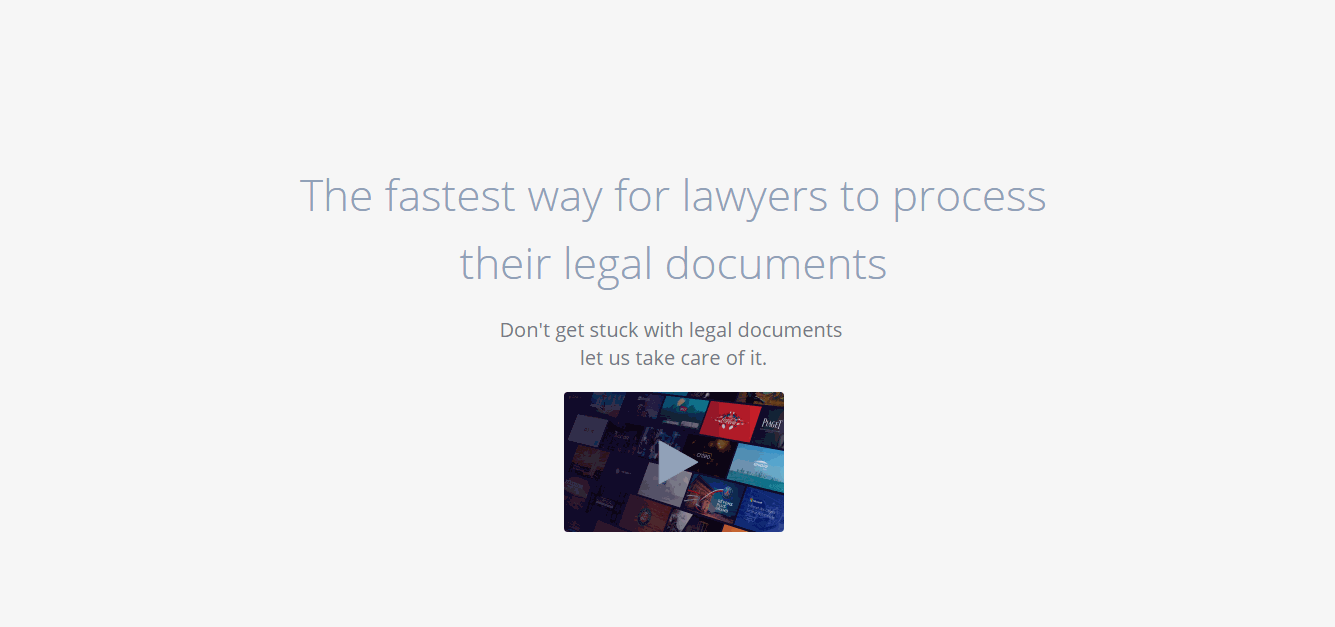 The fastest way for lawyers to process
their legal documents
Don't get stuck with legal documents
let us take care of it.
PIAGET